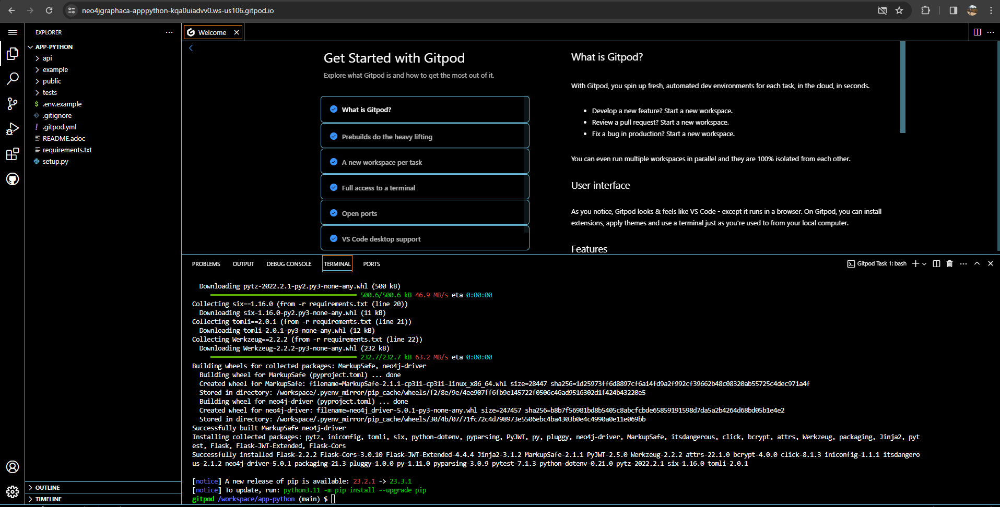 neo4jgraphaca-apppython-kqa0uiadvv0.ws-us106.gitpod.io
EXPLORER
Welcome
APP-PYTHON
api
example
public
tests
.env.example
.gitignore
.gitpod.yml
README.adoc
requirements.txt
setup.py
OUTLINE
TIMELINE
Get Started with Gitpod
Explore what Gitpod is and how to get the most out of it.
What is Gitpod?
Prebuilds do the heavy lifting
A new workspace per task
Full access to a terminal
Open ports
VS Code desktop support
What is Gitpod?
With Gitpod, you spin up fresh, automated dev environments for each task, in the cloud, in seconds.
• Develop a new feature? Start a new workspace.
• Review a pull request? Start a new workspace.
• Fix a bug in production? Start a new workspace.
You can even run multiple workspaces in parallel and they are 100% isolated from each other.
User interface
As you notice, Gitpod looks & feels like VS Code - except it runs in a browser. On Gitpod, you can install
extensions, apply themes and use a terminal just as you're used to from your local computer.
Features
PROBLEMS OUTPUT DEBUG CONSOLE TERMINAL PORTS
Gitpod Task 1: bash
Downloading pytz-2022.2.1-py2.py3-none-any.whl (500 kB)
500.6/500.6 kB 46.9 MB/s eta 0:00:00
Collecting six==1.16.0 (from -r requirements.txt (line 20))
Downloading six-1.16.0-py2.py3-none-any.whl (11 kB)
Collecting tomli==2.0.1 (from -r requirements.txt (line 21))
Downloading tomli-2.0.1-py3-none-any.whl (12 kB)
Collecting Werkzeug==2.2.2 (from -r requirements.txt (line 22))
Downloading Werkzeug-2.2.2-py3-none-any.whl (232 kB)
232.7/232.7 kB 63.2 MB/s eta 0:00:00
Building wheels for collected packages: MarkupSafe, neo4j-driver
Building wheel for MarkupSafe (pyproject.toml) ... done
Created wheel for MarkupSafe: filename=MarkupSafe-2.1.1-cp311-cp311-linux_x86_64.whl size=28447 sha256=1d25973ff6d8897cf6a14fd9a2f992cf39662b48c08320ab55725c4dec971a4f
Stored in directory: /workspace/.pyenv_mirror/pip_cache/wheels/f2/8e/9e/4ee907ff6fb9e145722f0506c46ad9516302d1f424b43220e5
Building wheel for neo4j-driver (pyproject.toml) ... done
Created wheel for neo4j-driver: filename=neo4j_driver-5.0.1-py3-none-any.whl size=247457 sha256=b8b7f56981bd8b5405c8abcfcbde65859191598d7da5a2b4264d68bd05b1e4e2
Stored in directory: /workspace/.pyenv_mirror/pip_cache/wheels/30/4b/07/71fc72c4d798973e5506ebc4ba4303b0e4c4990a0e11e069bb
Successfully built MarkupSafe neo4j-driver
Installing collected packages: pytz, iniconfig, tomli, six, python-dotenv, pyparsing, PyJWT, py, pluggy, neo4j-driver, MarkupSafe, itsdangerous, click, bcrypt, attrs, Werkzeug, packaging, Jinja2, pyt
est, Flask, Flask-JWT-Extended, Flask-Cors
Successfully installed Flask-2.2.2 Flask-Cors-3.0.10 Flask-JWT-Extended-4.4.4 Jinja2-3.1.2 MarkupSafe-2.1.1 PyJWT-2.5.0 Werkzeug-2.2.2 attrs-22.1.0 bcrypt-4.0.0 click-8.1.3 iniconfig-1.1.1 itsdangero
us-2.1.2 neo4j-driver-5.0.1 packaging-21.3 pluggy-1.0.0 py-1.11.0 pyparsing-3.0.9 pytest-7.1.3 python-dotenv-0.21.0 pytz-2022.2.1 six-1.16.0 tomli-2.0.1
[notice] A new release of pip is available: 23.2.1 -> 23.3.1
[notice] To update, run: python3.11 -m pip install --upgrade pip
gitpod /workspace/app-python (main) $